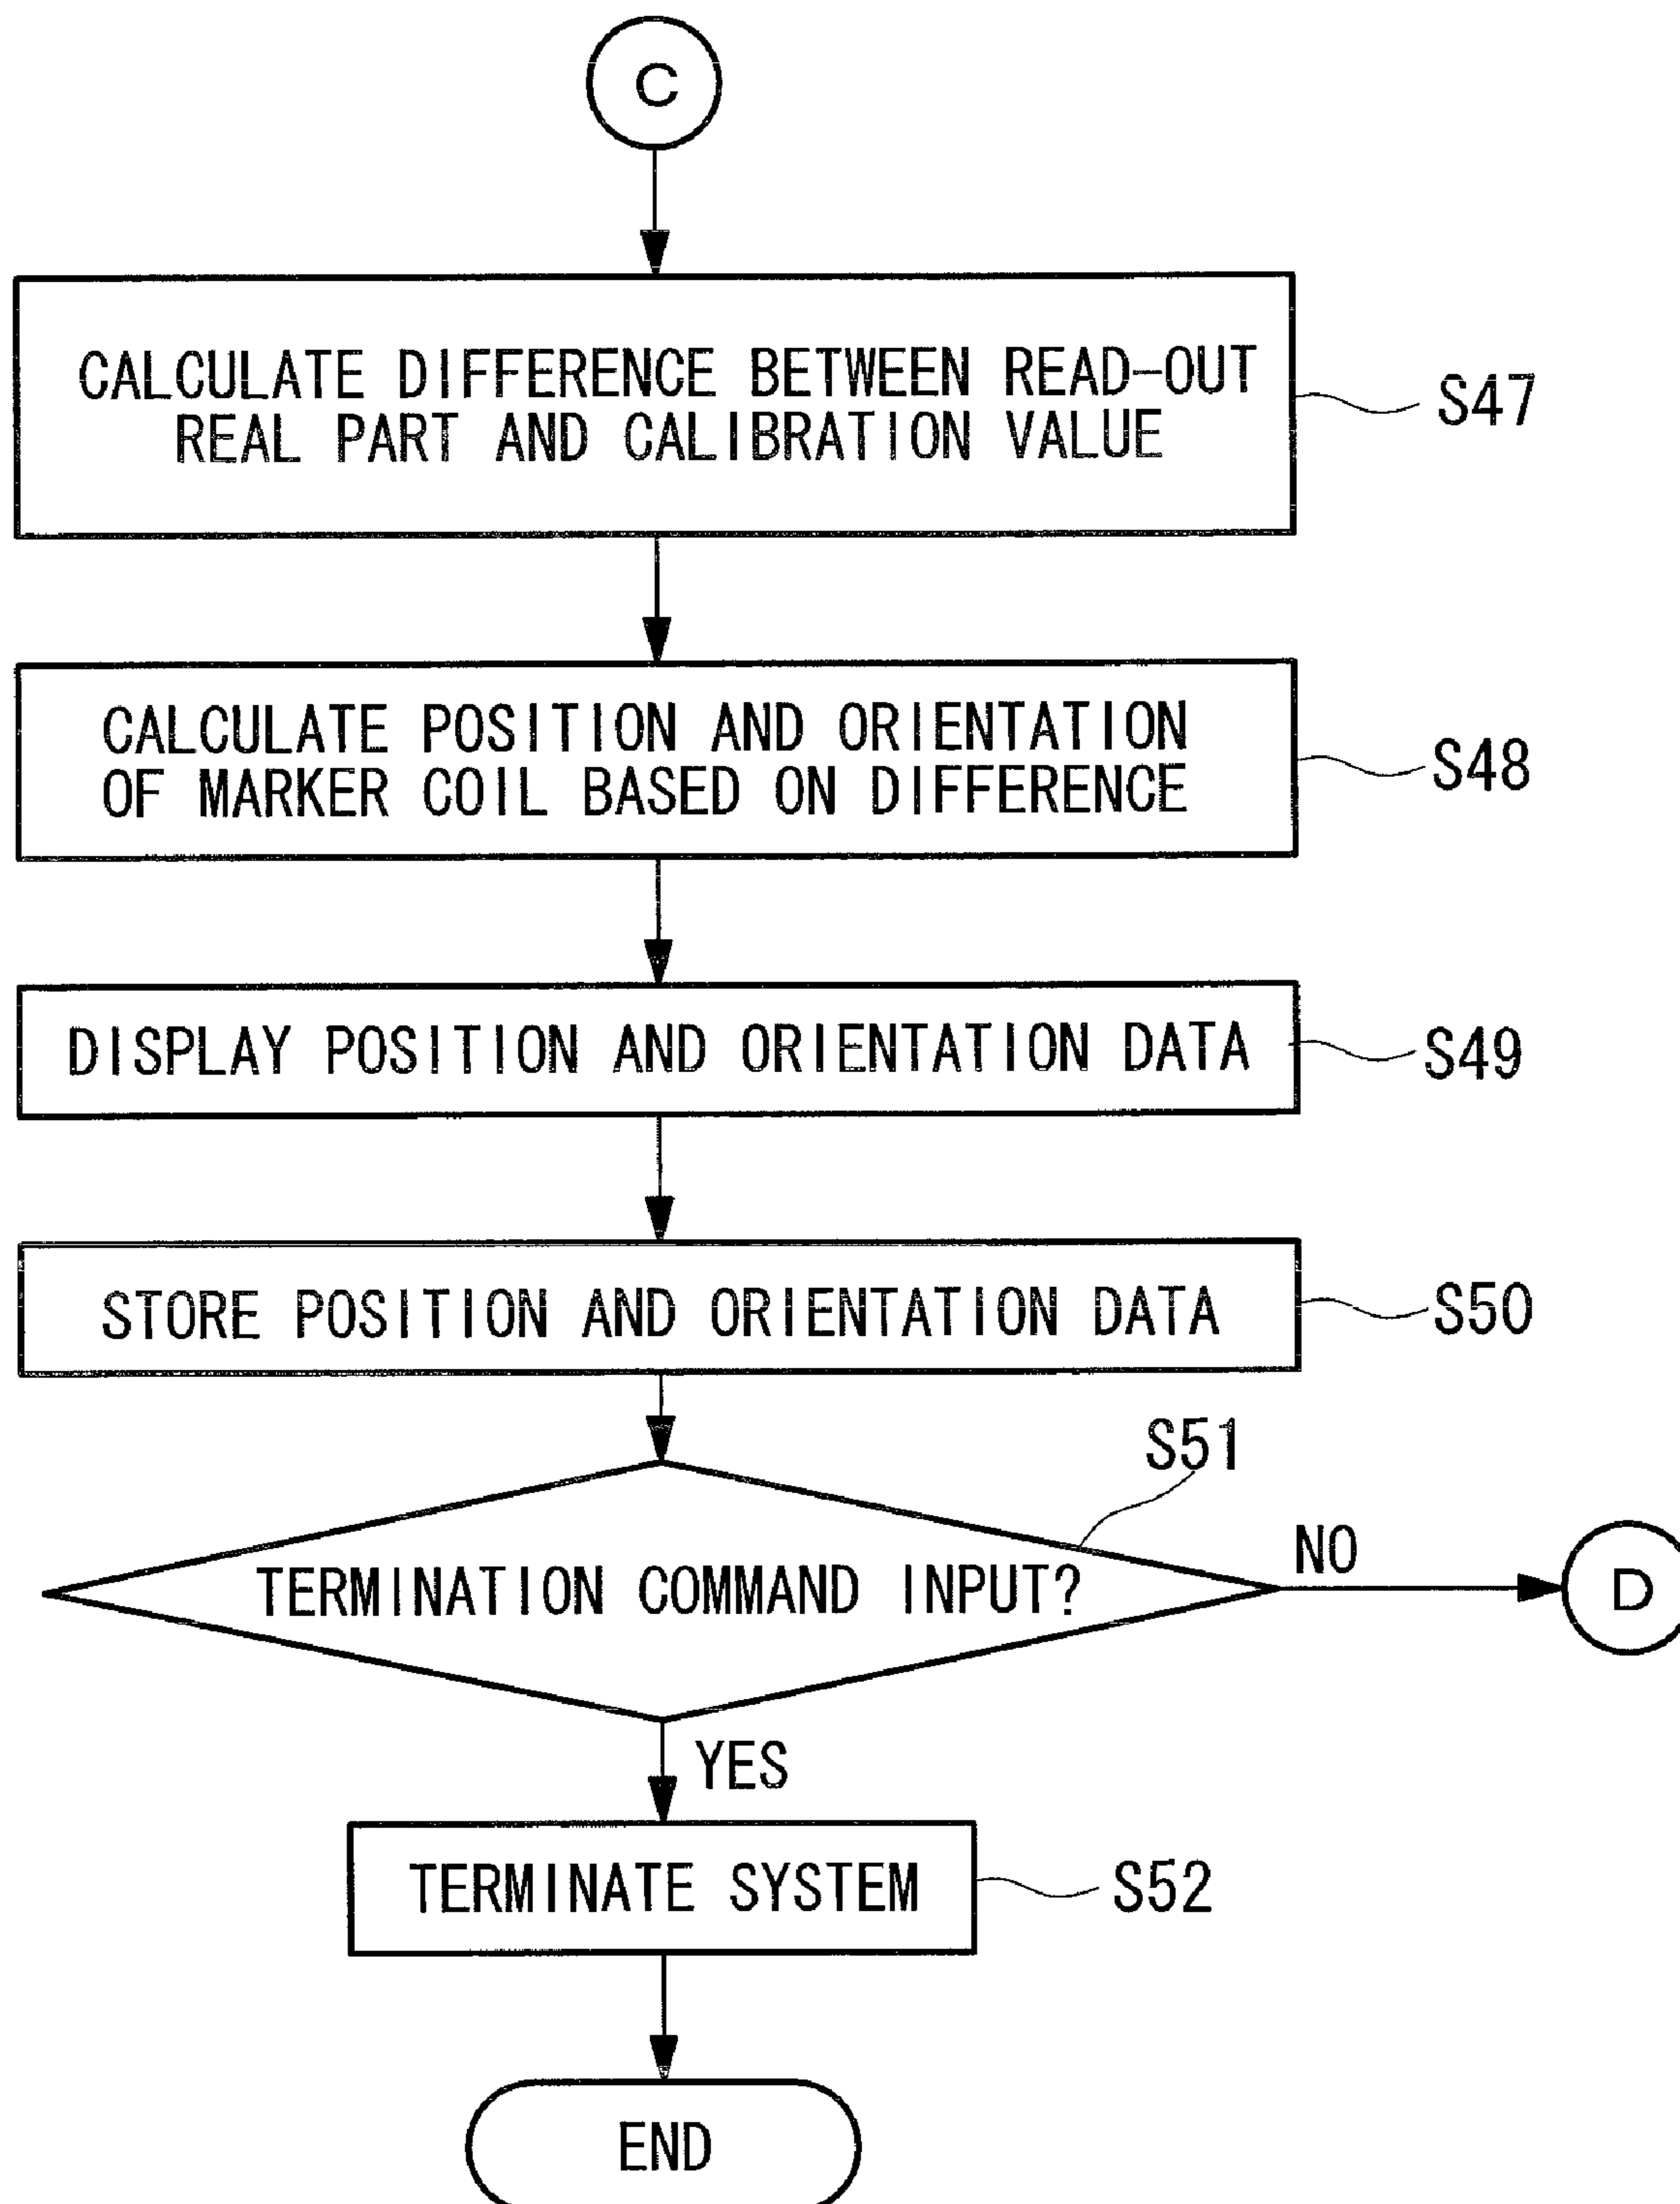 C
CALCULATE DIFFERENCE BETWEEN READ-OUT
REAL PART AND CALIBRATION VALUE
S47
CALCULATE POSITION AND ORIENTATION
OF MARKER COIL BASED ON DIFFERENCE
S48
DISPLAY POSITION AND ORIENTATION DATA
S49
STORE POSITION AND ORIENTATION DATA
S50
S51
TERMINATION COMMAND INPUT?
NO
D
YES
TERMINATE SYSTEM
S52
END